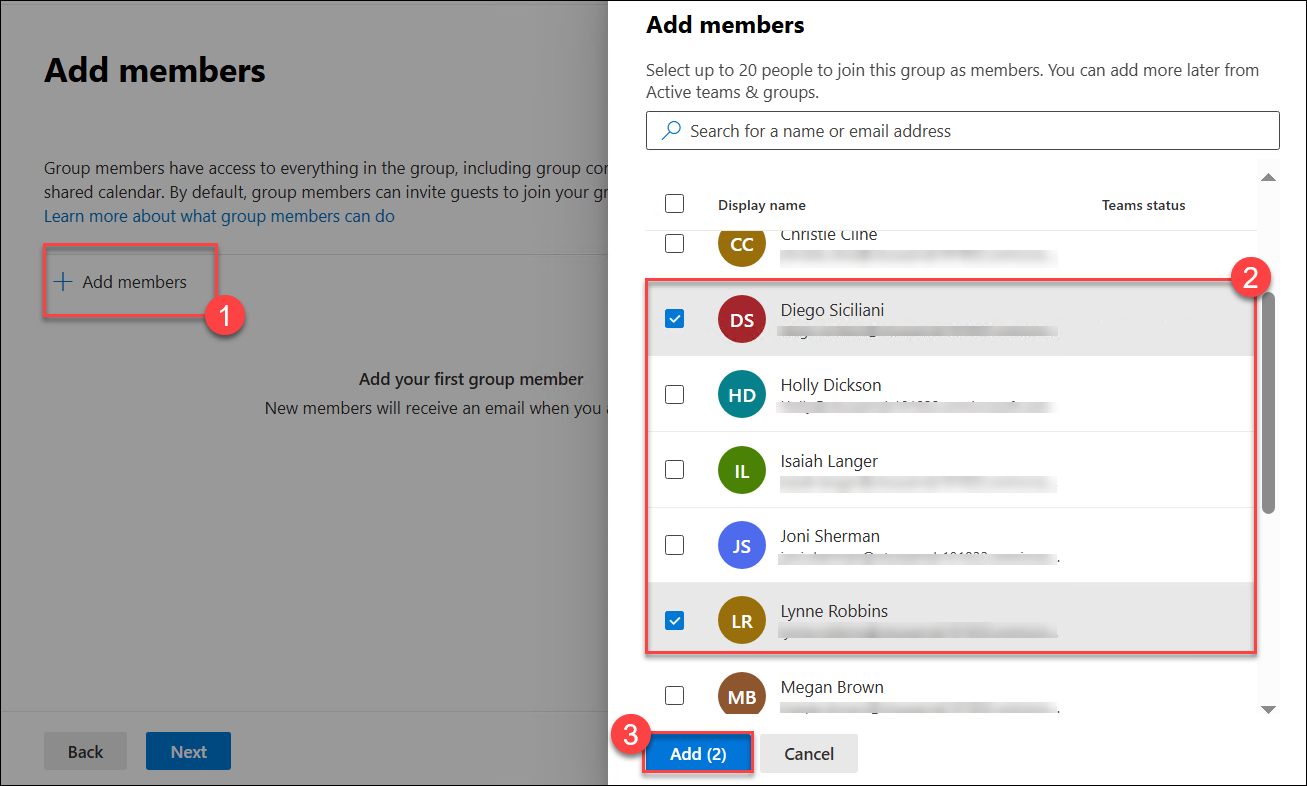 Add members
Group members have access to everything in the group, including group con
shared calendar. By default, group members can invite guests to join your gr
Learn more about what group members can do
Add members
1
Add your first group member
New members will receive an email when you a
Back
Next
Add members
Select up to 20 people to join this group as members. You can add more later from
Active teams & groups.
Search for a name or email address
Display name Teams status
CC Christie Cline
2
DS Diego Siciliani
HD Holly Dickson
IL Isaiah Langer
JS Joni Sherman
LR Lynne Robbins
MB Megan Brown
3
Add (2)
Cancel